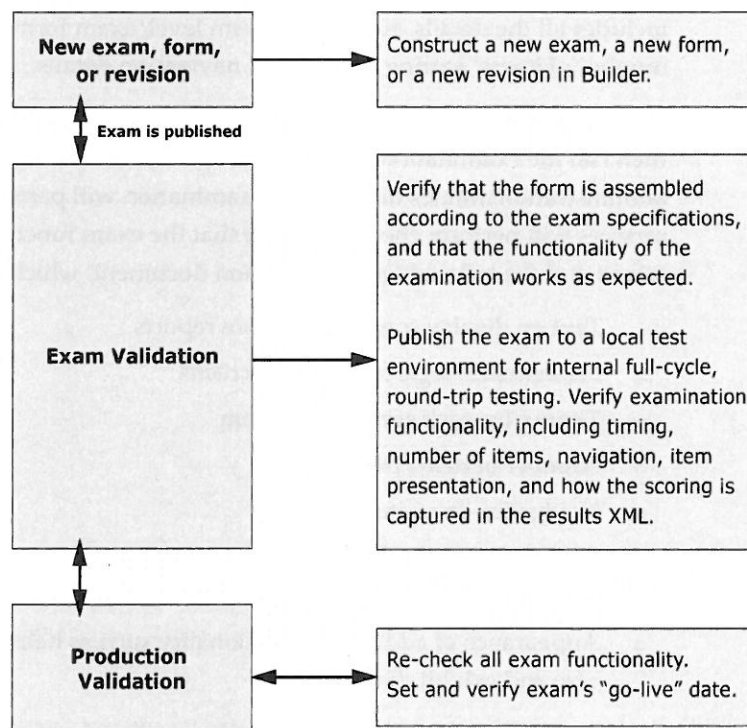 New exam, form,
or revision
Construct a new exam, a new form,
or a new revision in Builder.
Exam is published
Exam Validation
Verify that the form is assembled
according to the exam specifications,
and that the functionality of the
examination works as expected.
Publish the exam to a local test
environment for internal full-cycle,
round-trip testing. Verify examination
functionality, including timing,
number of items, navigation, item
presentation, and how the scoring is
captured in the results XML.
Production
Validation
Re-check all exam functionality.
Set and verify exam's “go-live” date.